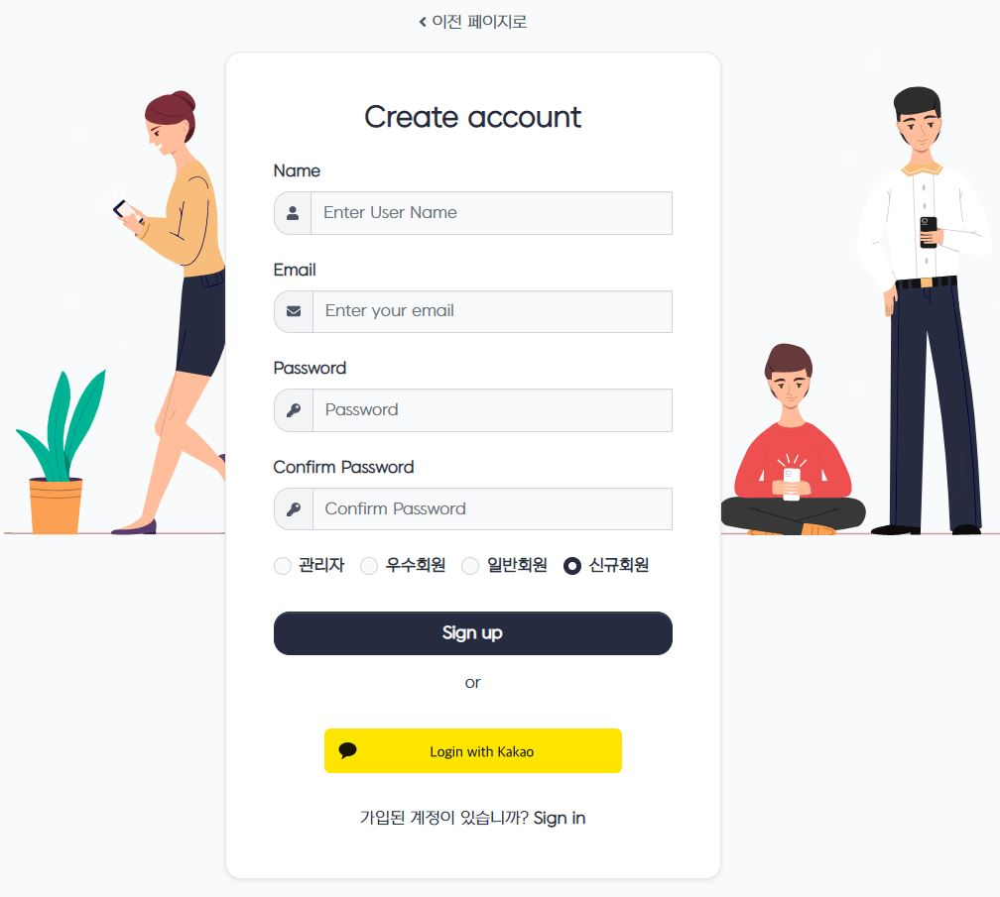 이전 페이지로
Create account
Name
Enter User Name
Email
Enter your email
Password
Password
Confirm Password
Confirm Password
관리자 우수회원 일반회원 신규회원
Sign up
or
Login with Kakao
가입된 계정이 있습니까? Sign in